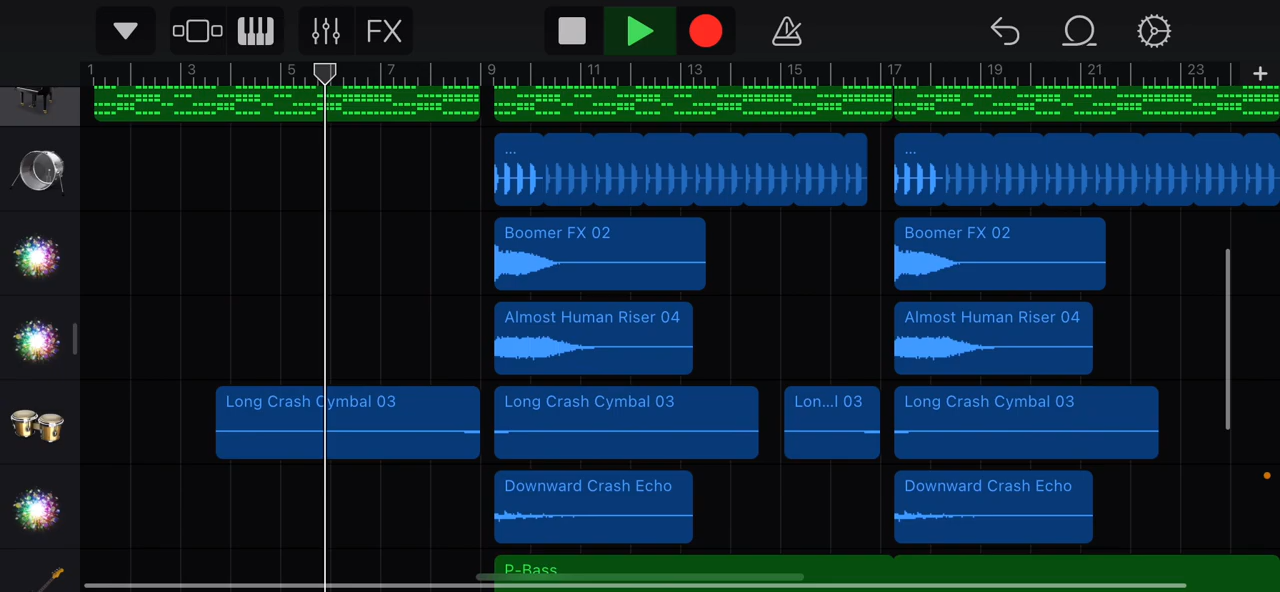 FX
1 3 5 7 9 11 13 15 17 19 21 23 +
... ...
Boomer FX 02 Boomer FX 02
Almost Human Riser 04 Almost Human Riser 04
Long Crash Cymbal 03 Long Crash Cymbal 03 Lon...l 03 Long Crash Cymbal 03
Downward Crash Echo Downward Crash Echo
P-Bass